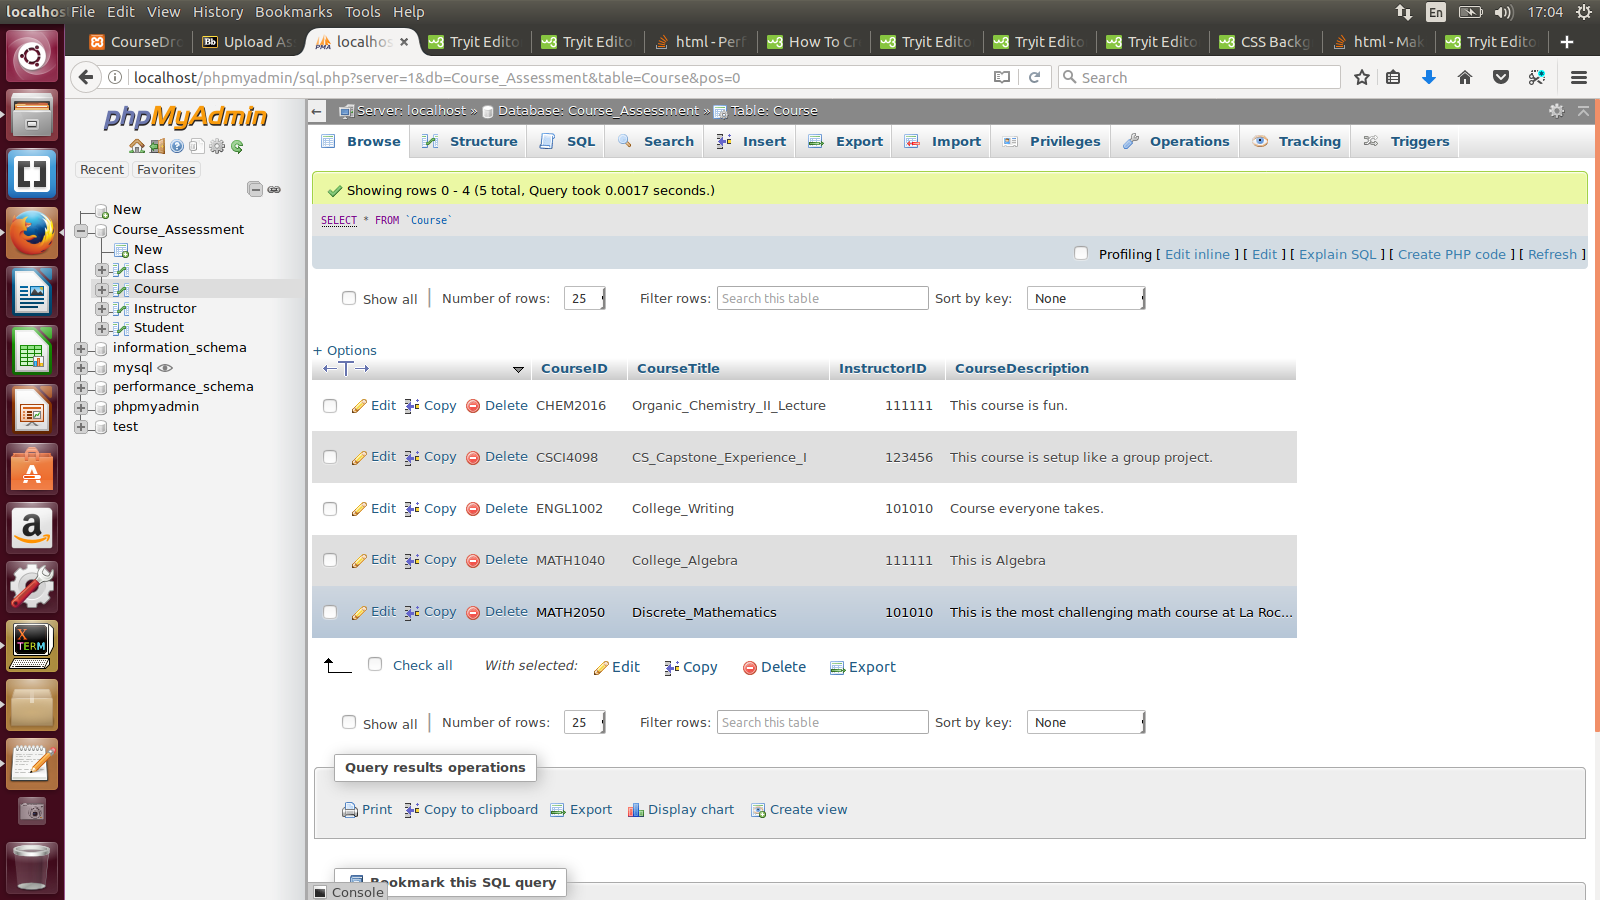 localhos File Edit View History Bookmarks Tools Help En 17:04
CourseDr Upload As localhos × Tryit Edito Tryit Edito html - Perf How To Cr Tryit Edito Tryit Edito Tryit Edito CSS Backg html - Mak Tryit Edito
localhost/phpmyadmin/sql.php?server=1&db=Course_Assessment&table=Course&pos=0 Search
phpMyAdmin
Recent Favorites
New
Course_Assessment
New
Class
Course
Instructor
Student
information_schema
mysql
performance_schema
phpmyadmin
test
Server: localhost » Database: Course_Assessment » Table: Course
Browse Structure SQL Search Insert Export Import Privileges Operations Tracking Triggers
Showing rows 0 - 4 (5 total, Query took 0.0017 seconds.)
SELECT * FROM `Course`
Profiling [ Edit inline ] [ Edit ] [ Explain SQL ] [ Create PHP code ] [ Refresh ]
Show all | Number of rows: 25 Filter rows: Search this table Sort by key: None
+ Options
←T→ CourseID CourseTitle InstructorID CourseDescription
Edit Copy Delete CHEM2016 Organic_Chemistry_II_Lecture 111111 This course is fun.
Edit Copy Delete CSCI4098 CS_Capstone_Experience_I 123456 This course is setup like a group project.
Edit Copy Delete ENGL1002 College_Writing 101010 Course everyone takes.
Edit Copy Delete MATH1040 College_Algebra 111111 This is Algebra
Edit Copy Delete MATH2050 Discrete_Mathematics 101010 This is the most challenging math course at La Roc...
Check all With selected: Edit Copy Delete Export
Show all | Number of rows: 25 Filter rows: Search this table Sort by key: None
Query results operations
Print Copy to clipboard Export Display chart Create view
Bookmark this SQL query
Console
X TERM